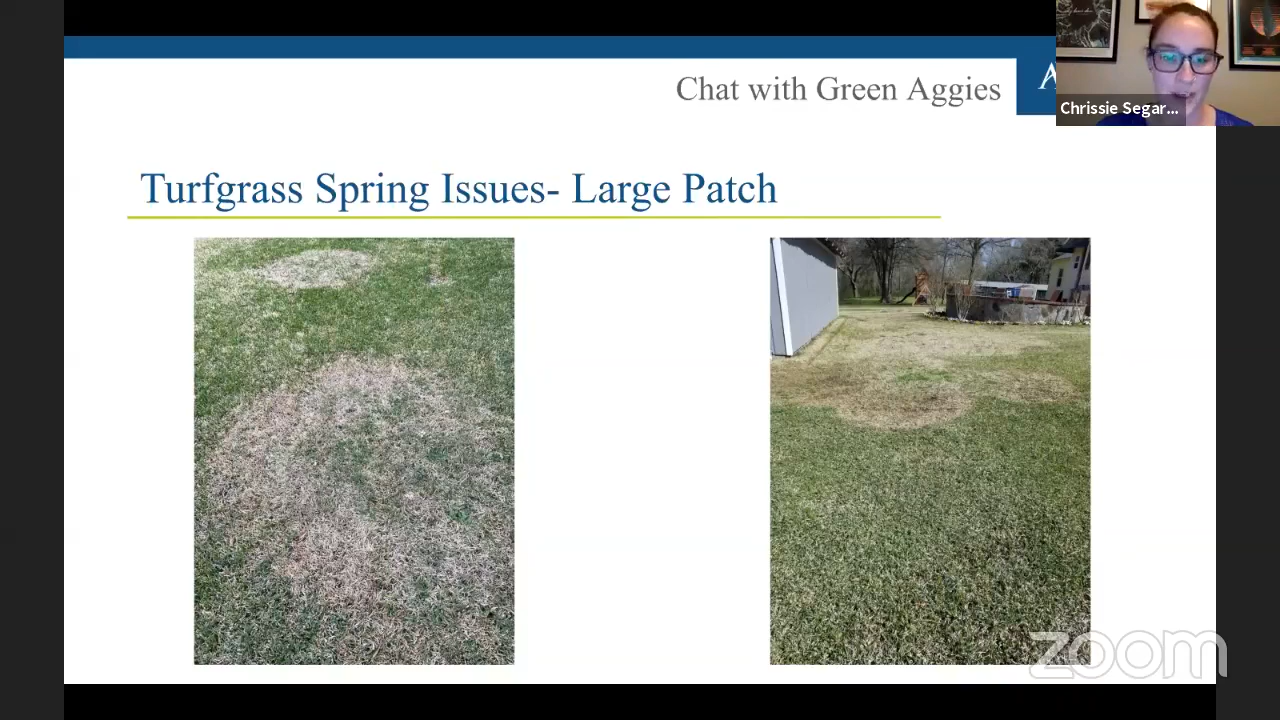 Chat with Green Aggies
A
Chrissie Segar...
Turfgrass Spring Issues- Large Patch
zoom